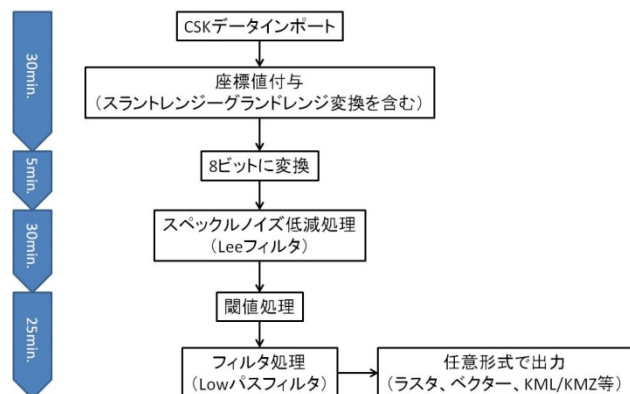 CSKデータインポート
30min.
座標値付与
(スラントレンジーグランドレンジ変換を含む)
5min.
8ビットに変換
30min.
スペックルノイズ低減処理
(Leeフィルタ)
25min.
閾値処理
フィルタ処理
(Lowパスフィルタ)
任意形式で出力
(ラスタ、ベクター、KML/KMZ等)